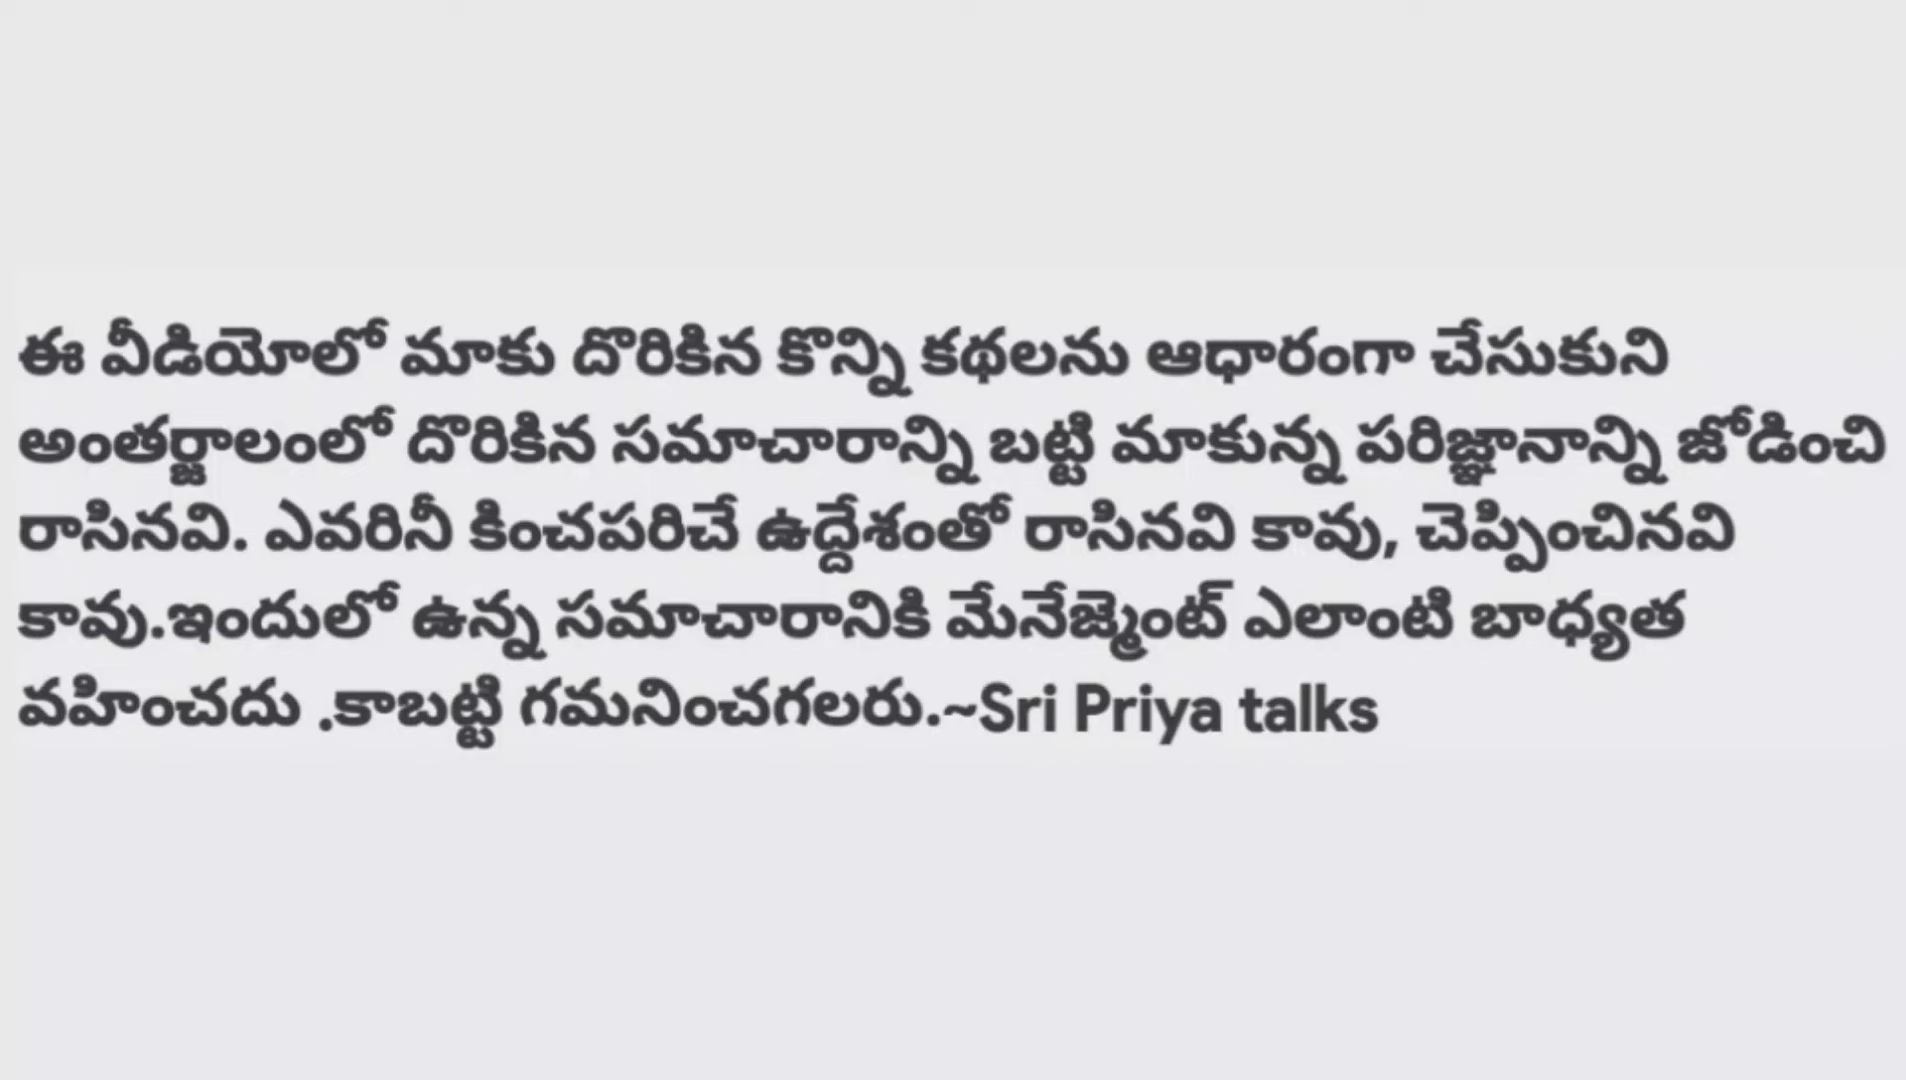 ఈ వీడియోలో మాకు దొరికిన కొన్ని కథలను ఆధారంగా చేసుకుని
అంతర్జాలంలో దొరికిన సమాచారాన్ని బట్టి మాకున్న పరిజ్ఞానాన్ని జోడించి
రాసినవి. ఎవరినీ కించపరిచే ఉద్దేశంతో రాసినవి కావు, చెప్పించినవి
కావు.ఇందులో ఉన్న సమాచారానికి మేనేజ్మెంట్ ఎలాంటి బాధ్యత
వహించదు .కాబట్టి గమనించగలరు.~Sri Priya talks